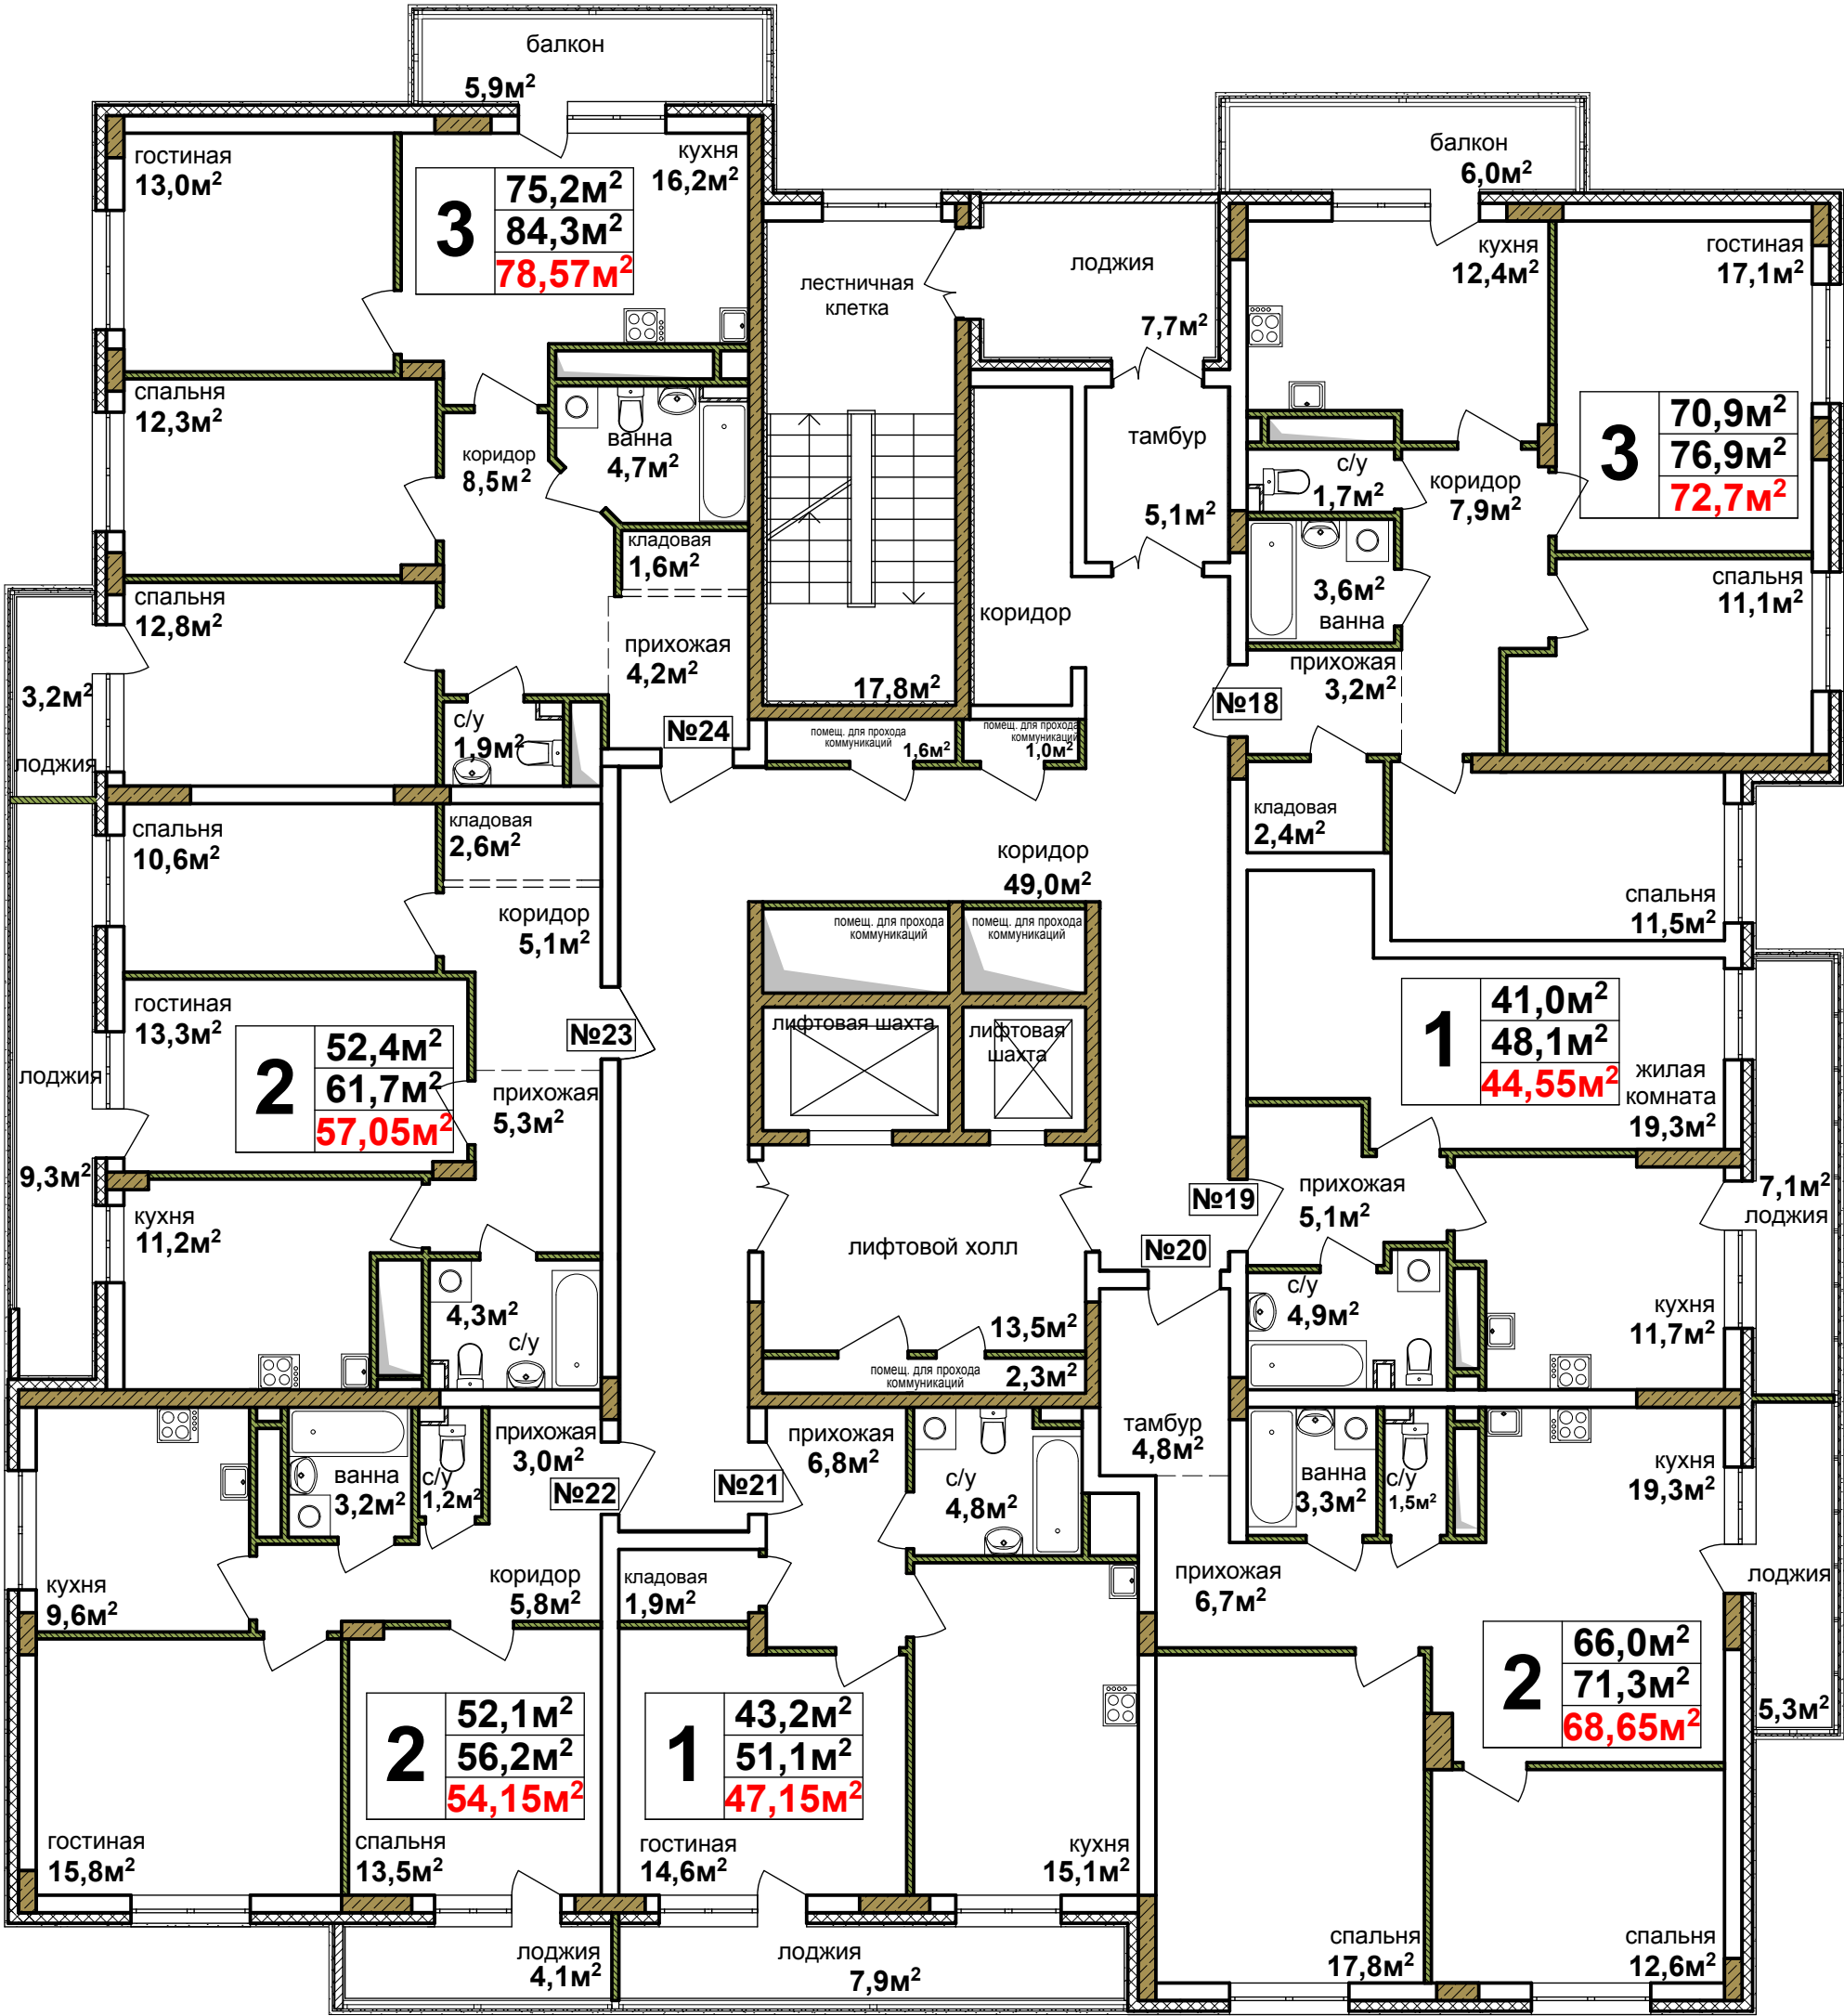 балкон
5,9м²
балкон
6,0м²
гостиная
13,0м²
3
75,2м²
84,3м²
78,57м²
кухня
16,2м²
лестничная
клетка
17,8м²
лоджия
7,7м²
кухня
12,4м²
гостиная
17,1м²
спальня
12,3м²
коридор
8,5м²
ванна
4,7м²
тамбур
5,1м²
с/у
1,7м²
коридор
7,9м²
3
70,9м²
76,9м²
72,7м²
кладовая
1,6м²
спальня
12,8м²
прихожая
4,2м²
коридор
3,6м²
ванна
спальня
11,1м²
3,2м²
лоджия
с/у
1,9м²
№24
помещ. для прохода
коммуникаций
1,6м²
помещ. для прохода
коммуникаций
1,0м²
№18
прихожая
3,2м²
спальня
10,6м²
кладовая
2,6м²
коридор
49,0м²
кладовая
2,4м²
спальня
11,5м²
коридор
5,1м²
помещ. для прохода
коммуникаций
помещ. для прохода
коммуникаций
гостиная
13,3м²
2
52,4м²
61,7м²
57,05м²
№23
лифтовая шахта
лифтовая
шахта
1
41,0м²
48,1м²
44,55м²
жилая
комната
19,3м²
лоджия
9,3м²
прихожая
5,3м²
кухня
11,2м²
лифтовой холл
13,5м²
№19
№20
прихожая
5,1м²
7,1м²
лоджия
4,3м²
с/у
с/у
4,9м²
кухня
11,7м²
помещ. для прохода
коммуникаций
2,3м²
ванна
3,2м²
с/у
1,2м²
прихожая
3,0м²
№22
№21
прихожая
6,8м²
с/у
4,8м²
тамбур
4,8м²
ванна
3,3м²
с/у
1,5м²
кухня
19,3м²
кухня
9,6м²
коридор
5,8м²
кладовая
1,9м²
прихожая
6,7м²
лоджия
5,3м²
2
66,0м²
71,3м²
68,65м²
2
52,1м²
56,2м²
54,15м²
1
43,2м²
51,1м²
47,15м²
гостиная
15,8м²
спальня
13,5м²
гостиная
14,6м²
кухня
15,1м²
спальня
17,8м²
спальня
12,6м²
лоджия
4,1м²
лоджия
7,9м²